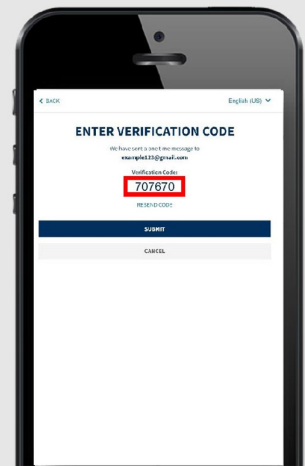 < BACK
English (US)
ENTER VERIFICATION CODE
We have sent a one time message to
example123@gmail.com
Verification Code:
707670
RESEND CODE
SUBMIT
CANCEL